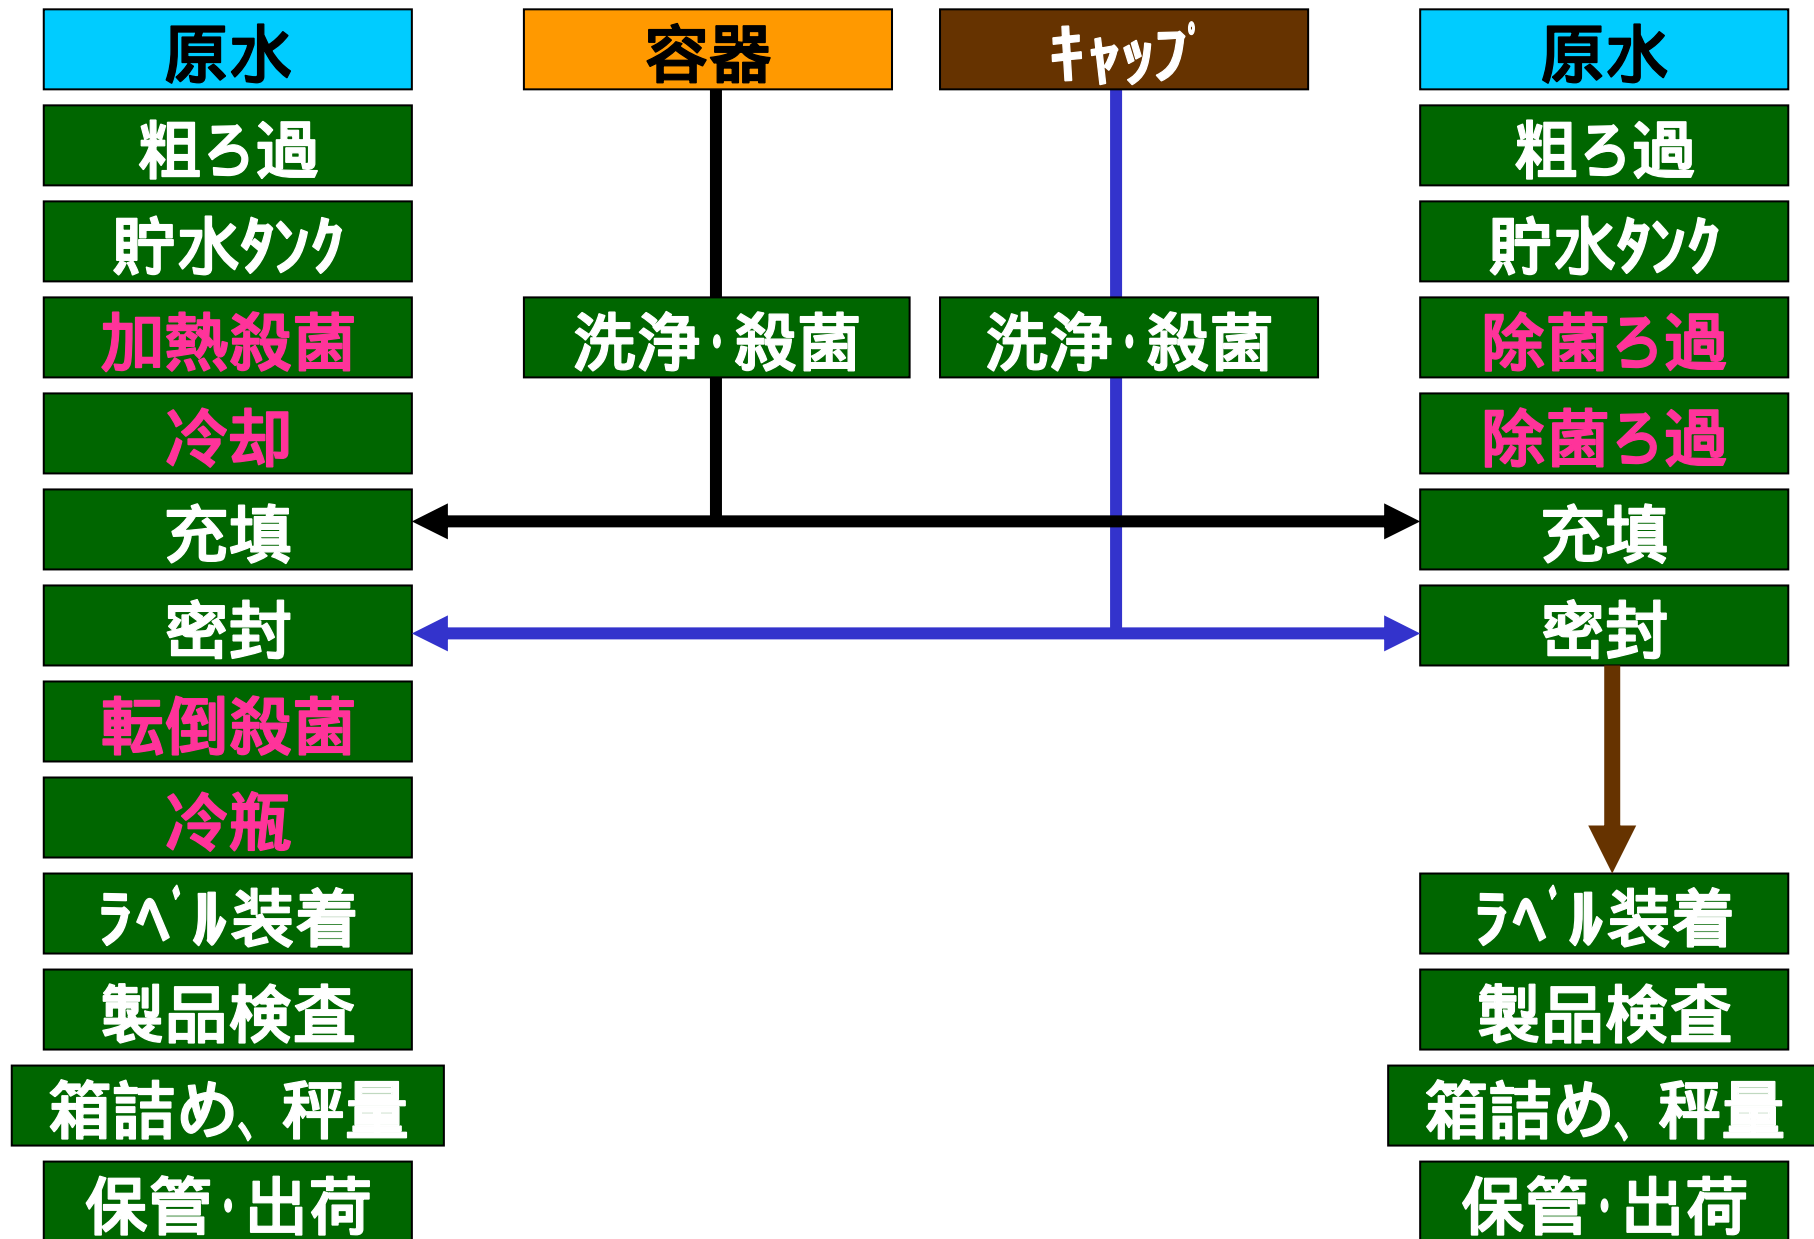 原水
粗ろ過
貯水ﾀﾝｸ
加熱殺菌
冷却
充填
密封
転倒殺菌
冷瓶
ﾗﾍﾞﾙ装着
製品検査
箱詰め、秤量
保管･出荷
容器
洗浄･殺菌
ｷｬｯﾌﾟ
洗浄･殺菌
原水
粗ろ過
貯水ﾀﾝｸ
除菌ろ過
除菌ろ過
充填
密封
ﾗﾍﾞﾙ装着
製品検査
箱詰め、秤量
保管･出荷